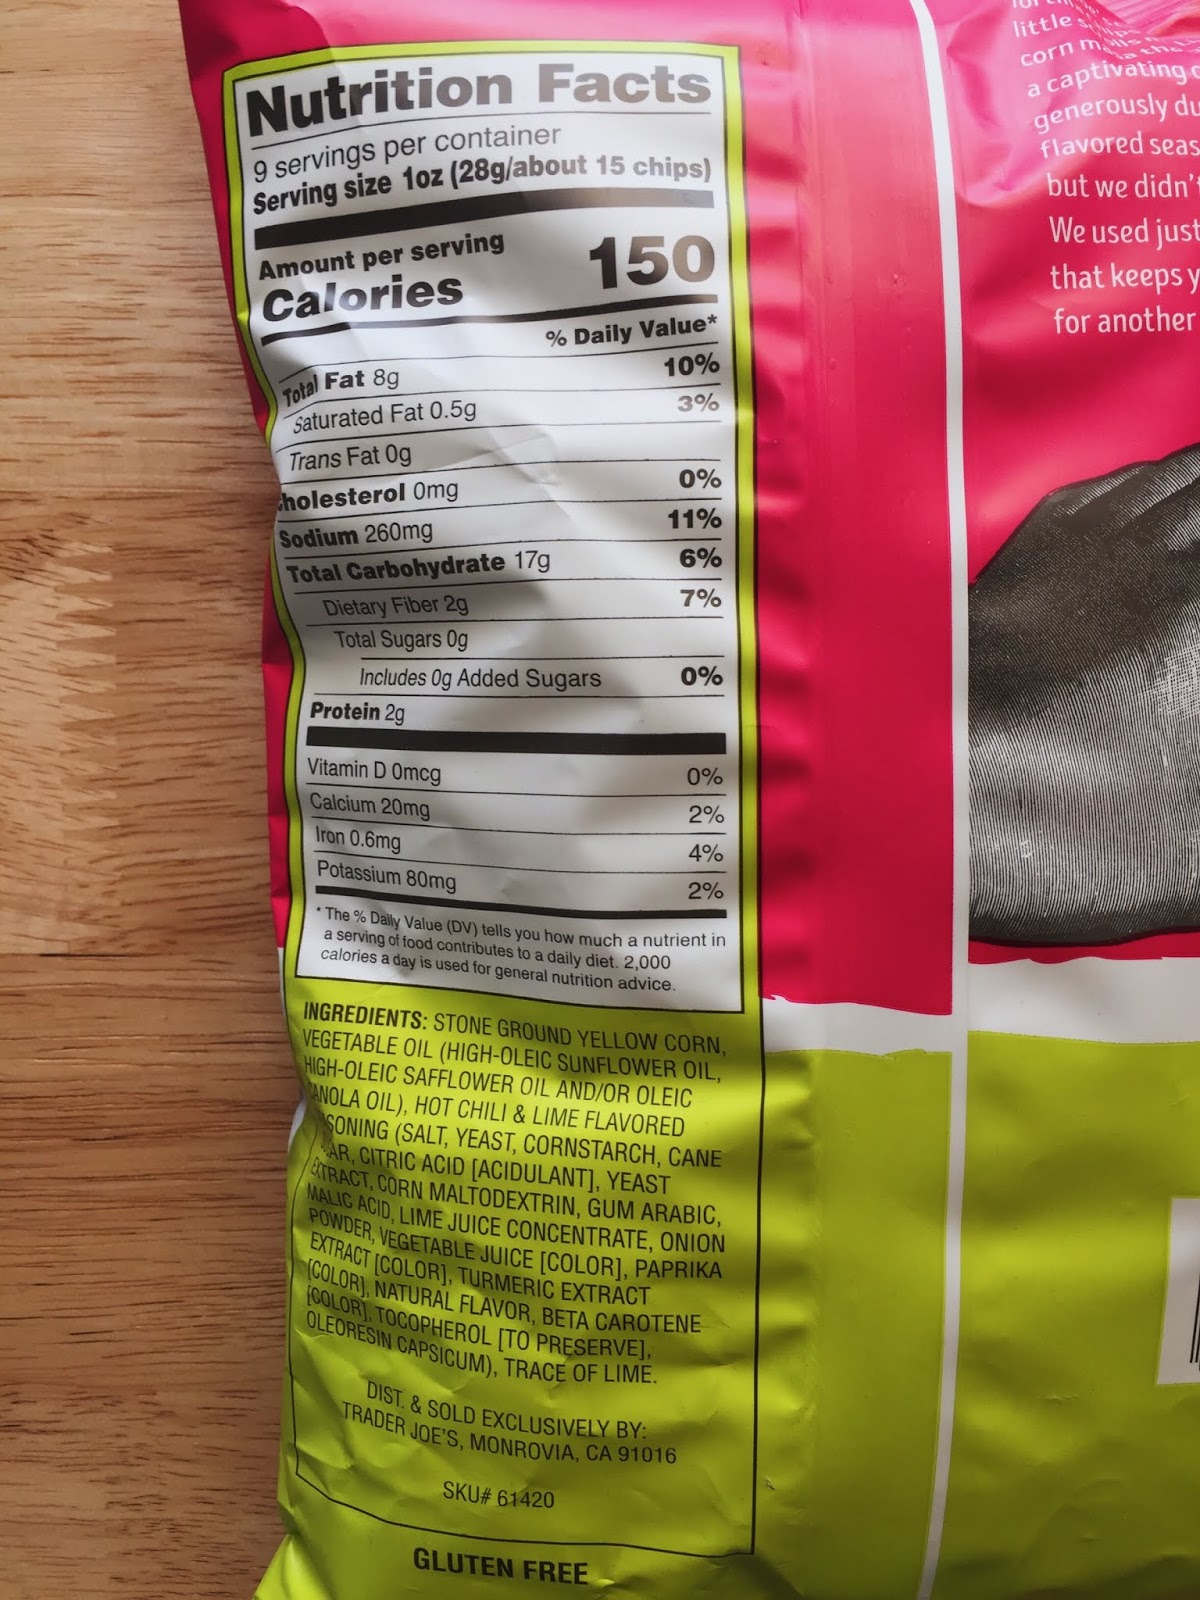 Nutrition Facts
9 servings per container
Serving size 1oz (28g/about 15 chips)
Amount per serving
Calories 150
% Daily Value*
Total Fat 8g 10%
Saturated Fat 0.5g 3%
Trans Fat 0g
holesterol 0mg 0%
Sodium 260mg 11%
Total Carbohydrate 17g 6%
Dietary Fiber 2g 7%
Total Sugars 0g
Includes 0g Added Sugars 0%
Protein 2g
Vitamin D 0mcg 0%
Calcium 20mg 2%
Iron 0.6mg 4%
Potassium 80mg 2%
* The % Daily Value (DV) tells you how much a nutrient in
a serving of food contributes to a daily diet. 2,000
calories a day is used for general nutrition advice.
INGREDIENTS: STONE GROUND YELLOW CORN,
VEGETABLE OIL (HIGH-OLEIC SUNFLOWER OIL,
HIGH-OLEIC SAFFLOWER OIL AND/OR OLEIC
CANOLA OIL), HOT CHILI & LIME FLAVORED
SONING (SALT, YEAST, CORNSTARCH, CANE
AR, CITRIC ACID [ACIDULANT], YEAST
EXTRACT, CORN MALTODEXTRIN, GUM ARABIC,
MALIC ACID, LIME JUICE CONCENTRATE, ONION
POWDER, VEGETABLE JUICE [COLOR], PAPRIKA
EXTRACT [COLOR], TURMERIC EXTRACT
[COLOR], NATURAL FLAVOR, BETA CAROTENE
[COLOR], TOCOPHEROL [TO PRESERVE],
OLEORESIN CAPSICUM), TRACE OF LIME.
DIST. & SOLD EXCLUSIVELY BY:
TRADER JOE'S, MONROVIA, CA 91016
SKU# 61420
GLUTEN FREE
little
corn
a captivating
generously du
flavored seas
but we didn't
We used just
that keeps y
for another